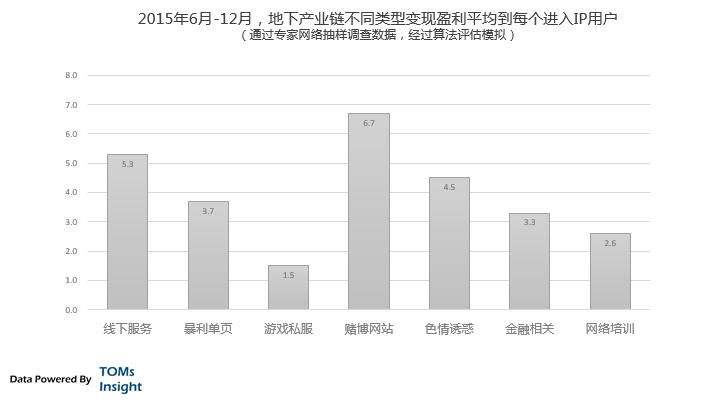 2015年6月-12月，地下产业链不同类型变现盈利平均到每个进入IP用户
（通过专家网络抽样调查数据，经过算法评估模拟）
8.0
7.0
6.0
5.0
4.0
3.0
2.0
1.0
0.0
5.3
3.7
1.5
6.7
4.5
3.3
2.6
线下服务
暴利单页
游戏私服
赌博网站
色情诱惑
金融相关
网络培训
Data Powered By
TOMs
Insight